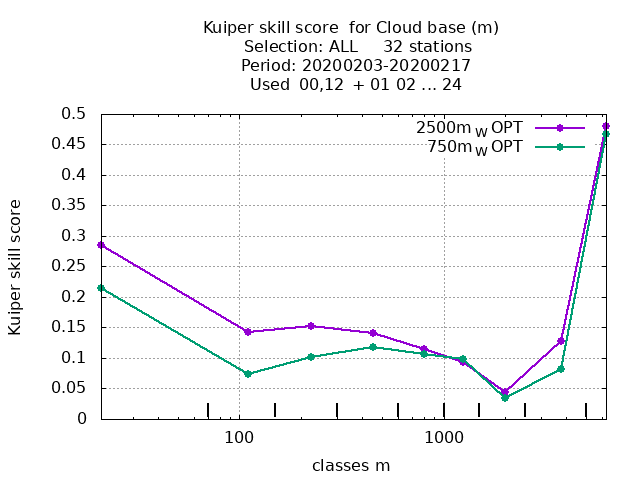 Kuiper skill score  for Cloud base (m)
Selection: ALL     32 stations
Period: 20200203-20200217
Used  00,12  + 01 02 ... 24
2500m W OPT
750m W OPT
0.5
0.45
0.4
0.35
0.3
0.25
0.2
0.15
0.1
0.05
0
Kuiper skill score
100
1000
classes m